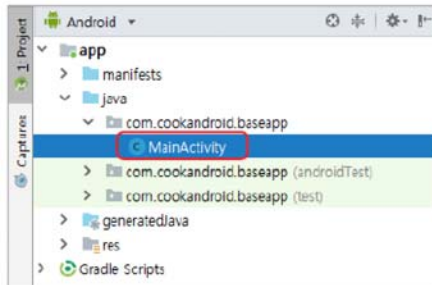 Android
1: Project
app
manifests
java
com.cookandroid.baseapp
MainActivity
Captures
com.cookandroid.baseapp (androidTest)
com.cookandroid.baseapp (test)
generatedJava
res
Gradle Scripts